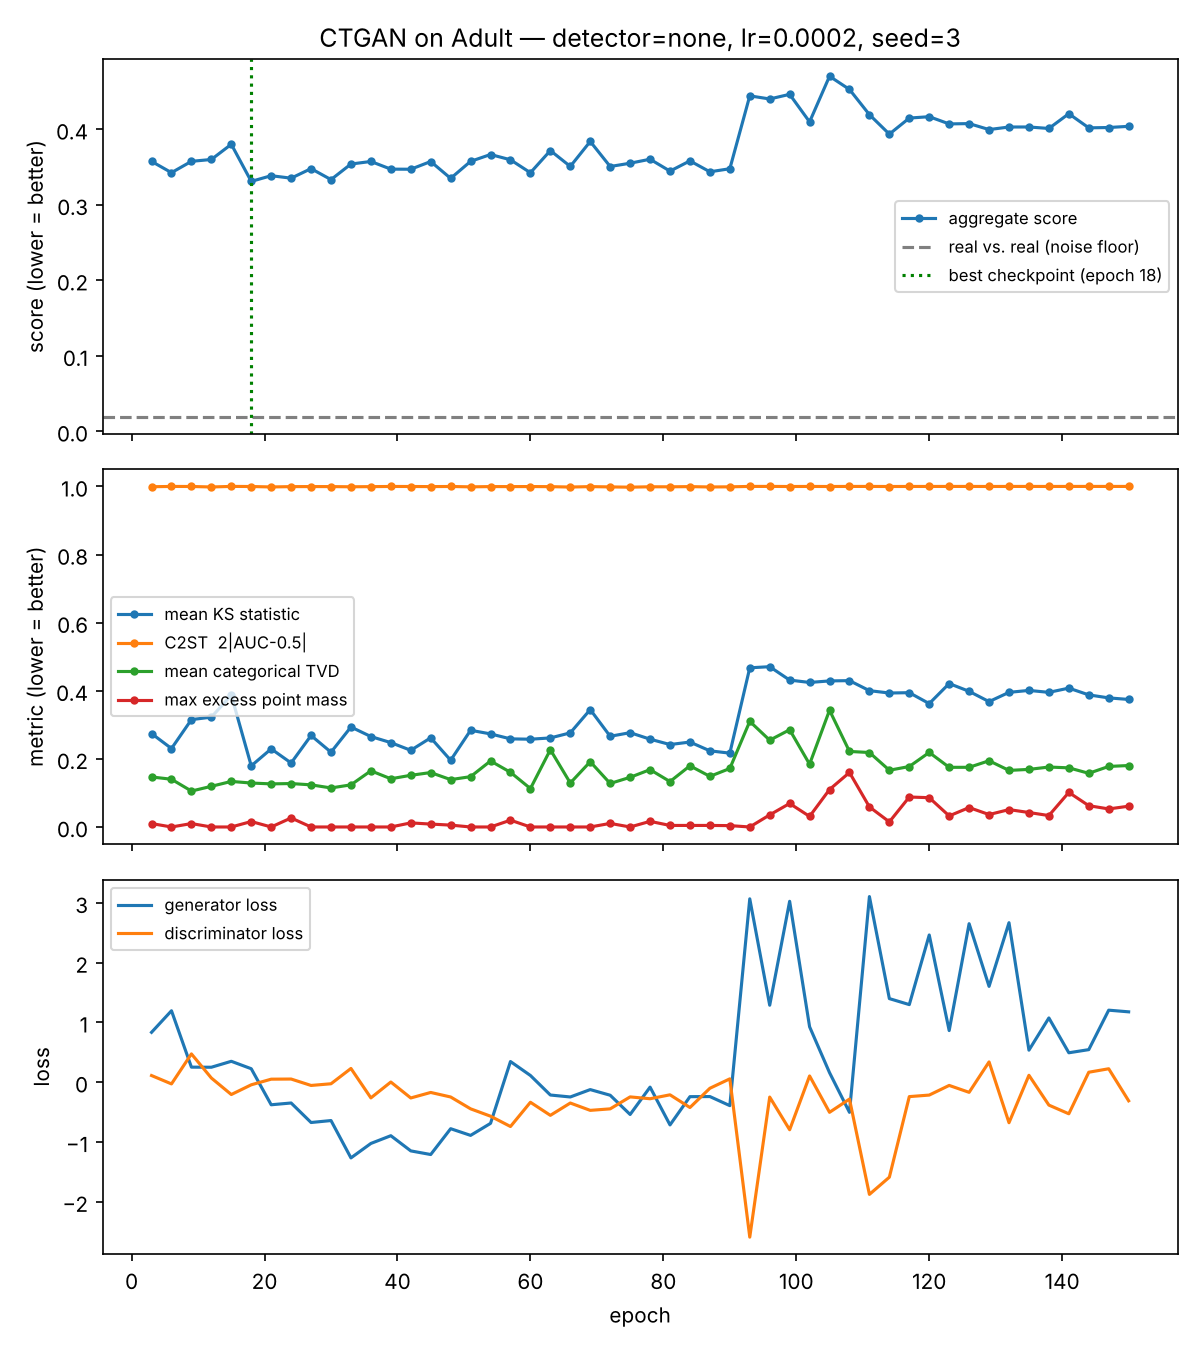 CTGAN on Adult — detector=none, lr=0.0002, seed=3
score (lower = better)
0.4
0.3
0.2
0.1
0.0
aggregate score
real vs. real (noise floor)
best checkpoint (epoch 18)
metric (lower = better)
1.0
0.8
0.6
0.4
0.2
0.0
mean KS statistic
C2ST  2|AUC-0.5|
mean categorical TVD
max excess point mass
loss
3
2
1
0
−1
−2
generator loss
discriminator loss
0 20 40 60 80 100 120 140
epoch